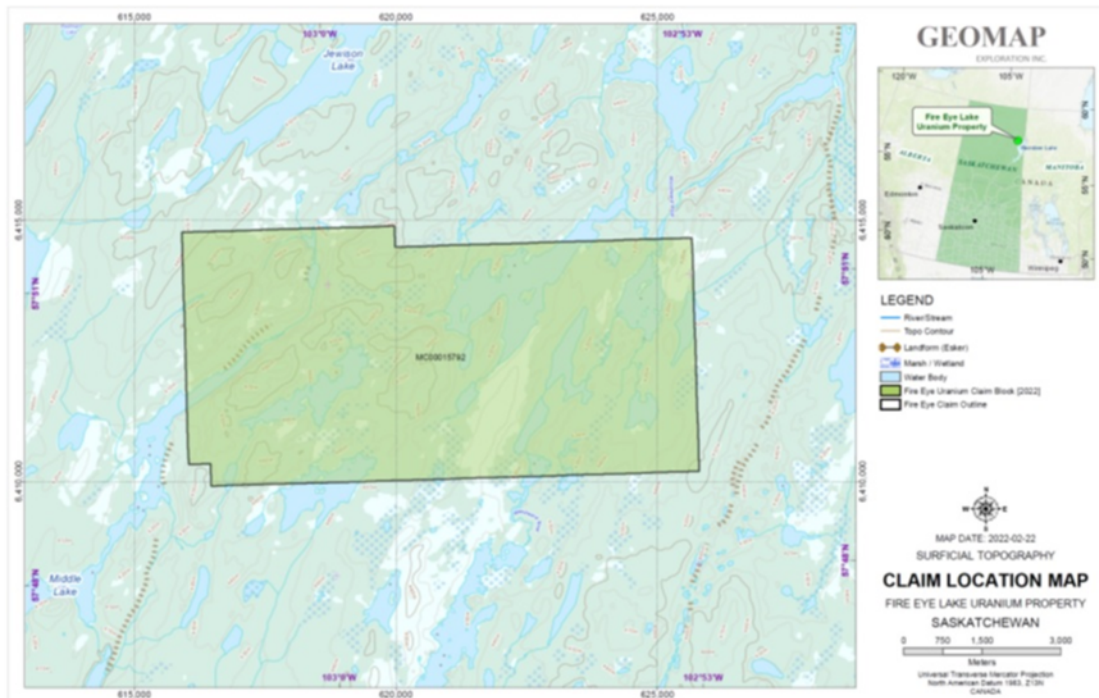 615,000 620,000 625,000
103°0'W 102°53'W
Jewison
Lake
6,415,000 6,415,000
57°51'N 57°51'N
MC00015762
6,410,000 6,410,000
57°48'N 57°48'N
Middle
Lake
103°0'W 102°53'W
615,000 620,000 625,000
GEOMAP
EXPLORATION INC.
120°W 105°W
Fire Eye Lake
Uranium Property
ALBERTA
SASKATCHEWAN
MANITOBA
CANADA
Edmonton
Saskatoon
Winnipeg
105°W
LEGEND
River/Stream
Topo Contour
Landform (Esker)
Marsh / Wetland
Water Body
Fire Eye Uranium Claim Block [2022]
Fire Eye Claim Outline
N
W E
S
MAP DATE: 2022-02-22
SURFICIAL TOPOGRAPHY
CLAIM LOCATION MAP
FIRE EYE LAKE URANIUM PROPERTY
SASKATCHEWAN
0 750 1,500 3,000
Meters
Universal Transverse Mercator Projection
North American Datum 1983, Z13N
CANADA